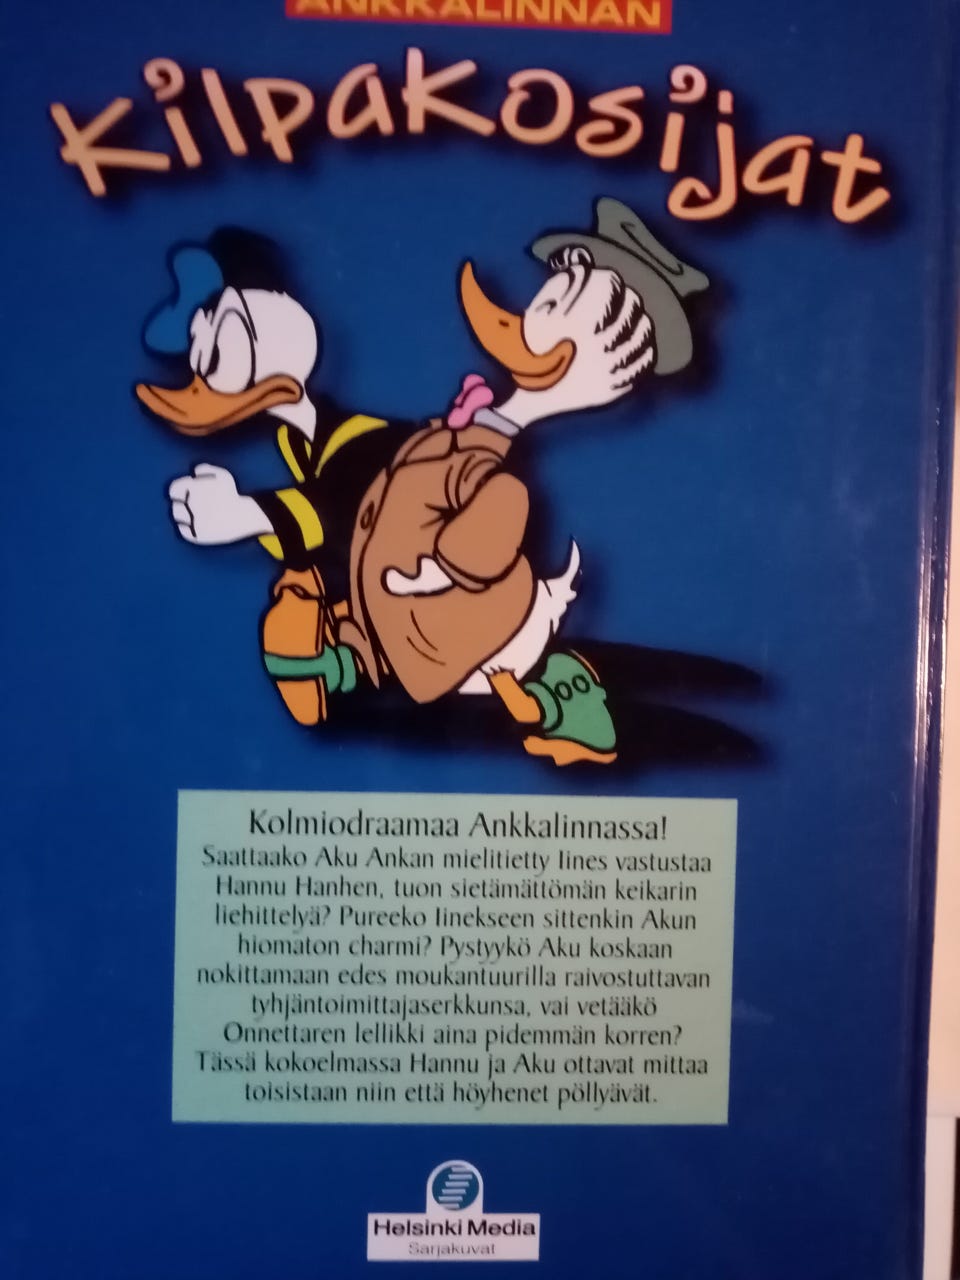 ANKKALINNAN
Kilpakosijat
Kolmiodraamaa Ankkalinnassa!
Saattaako Aku Ankan mielitietty Iines vastustaa
Hannu Hanhen, tuon sietämättömän keikarin
liehittelyä? Pureeko Iinekseen sittenkin Akun
hiomaton charmi? Pystyykö Aku koskaan
nokittamaan edes moukantuurilla raivostuttavan
tyhjäntoimittajaserkkunsa, vai vetääkö
Onnettaren lellikki aina pidemmän korren?
Tässä kokoelmassa Hannu ja Aku ottavat mittaa
toisistaan niin että höyhenet pöllyävät.
Helsinki Media
Sarjakuvat